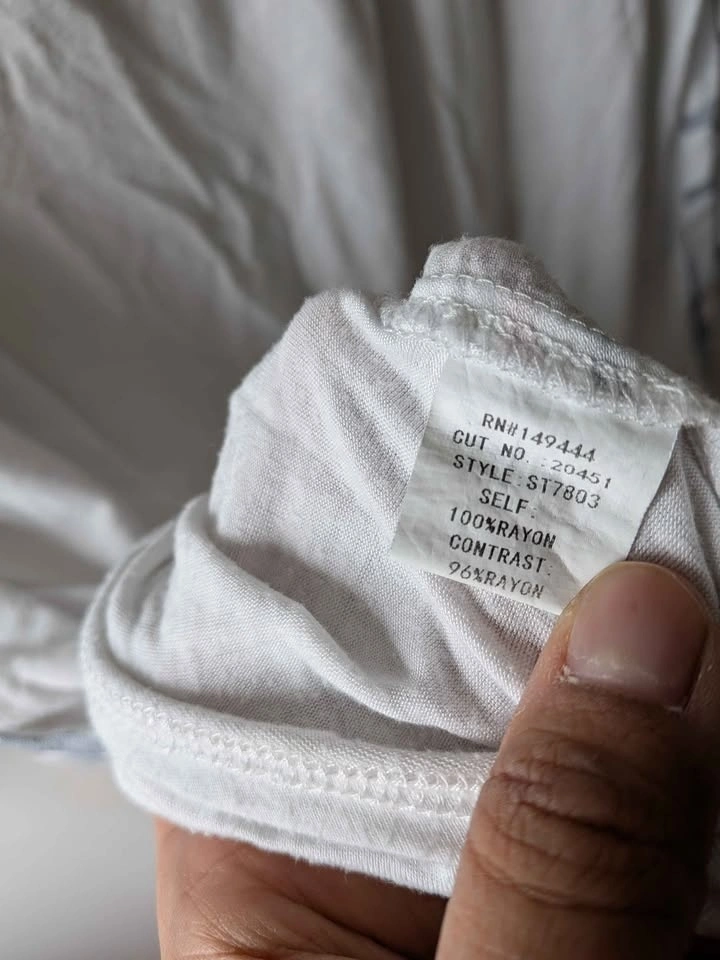 RN#149444
CUT NO. :20451
STYLE:ST7803
SELF:
100%RAYON
CONTRAST:
96%RAYON